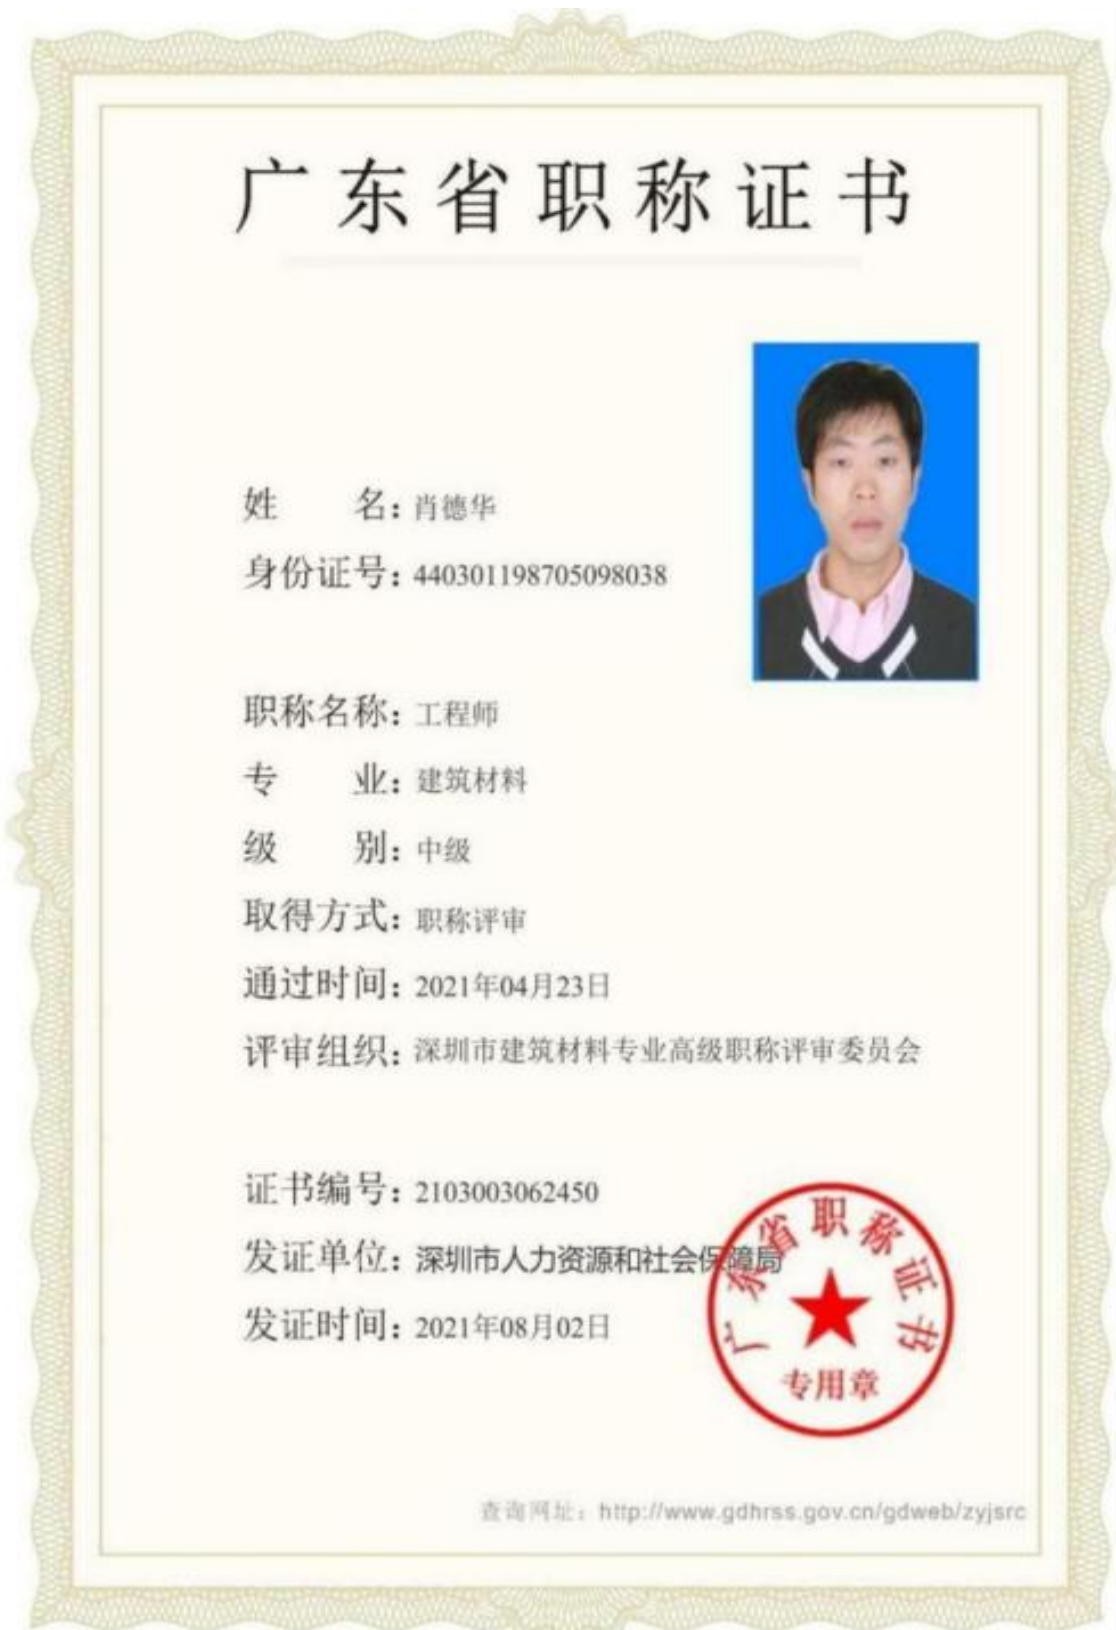 广东省职称证书
姓 名：肖德华
身份证号：440301198705098038
职称名称：工程师
专 业：建筑材料
级 别：中级
取得方式：职称评审
通过时间：2021年04月23日
评审组织：深圳市建筑材料专业高级职称评审委员会
证书编号：2103003062450
发证单位：深圳市人力资源和社会保障局
发证时间：2021年08月02日
广东省职称证书
专用章
查询网址：http://www.gdhrss.gov.cn/gdweb/zyjsrc